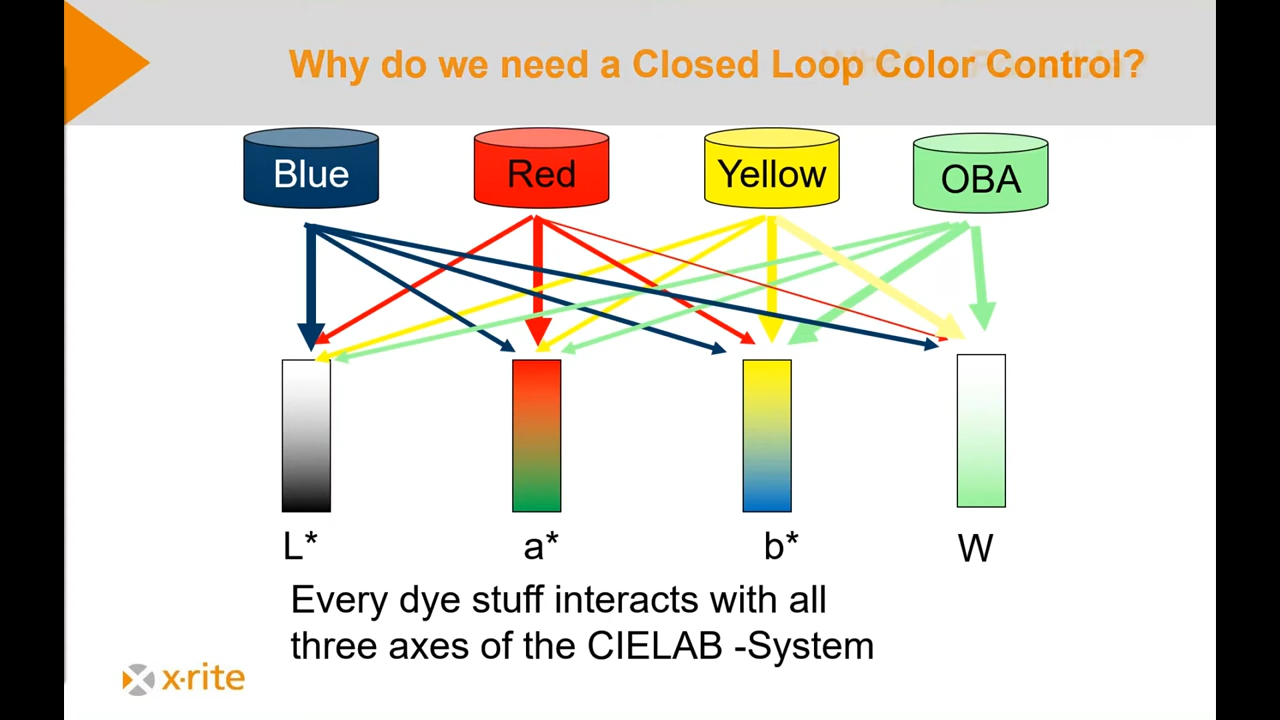 Why do we need a Closed Loop Color Control?
Blue
Red
Yellow
OBA
L*
a*
b*
W
Every dye stuff interacts with all
three axes of the CIELAB -System
x·rite